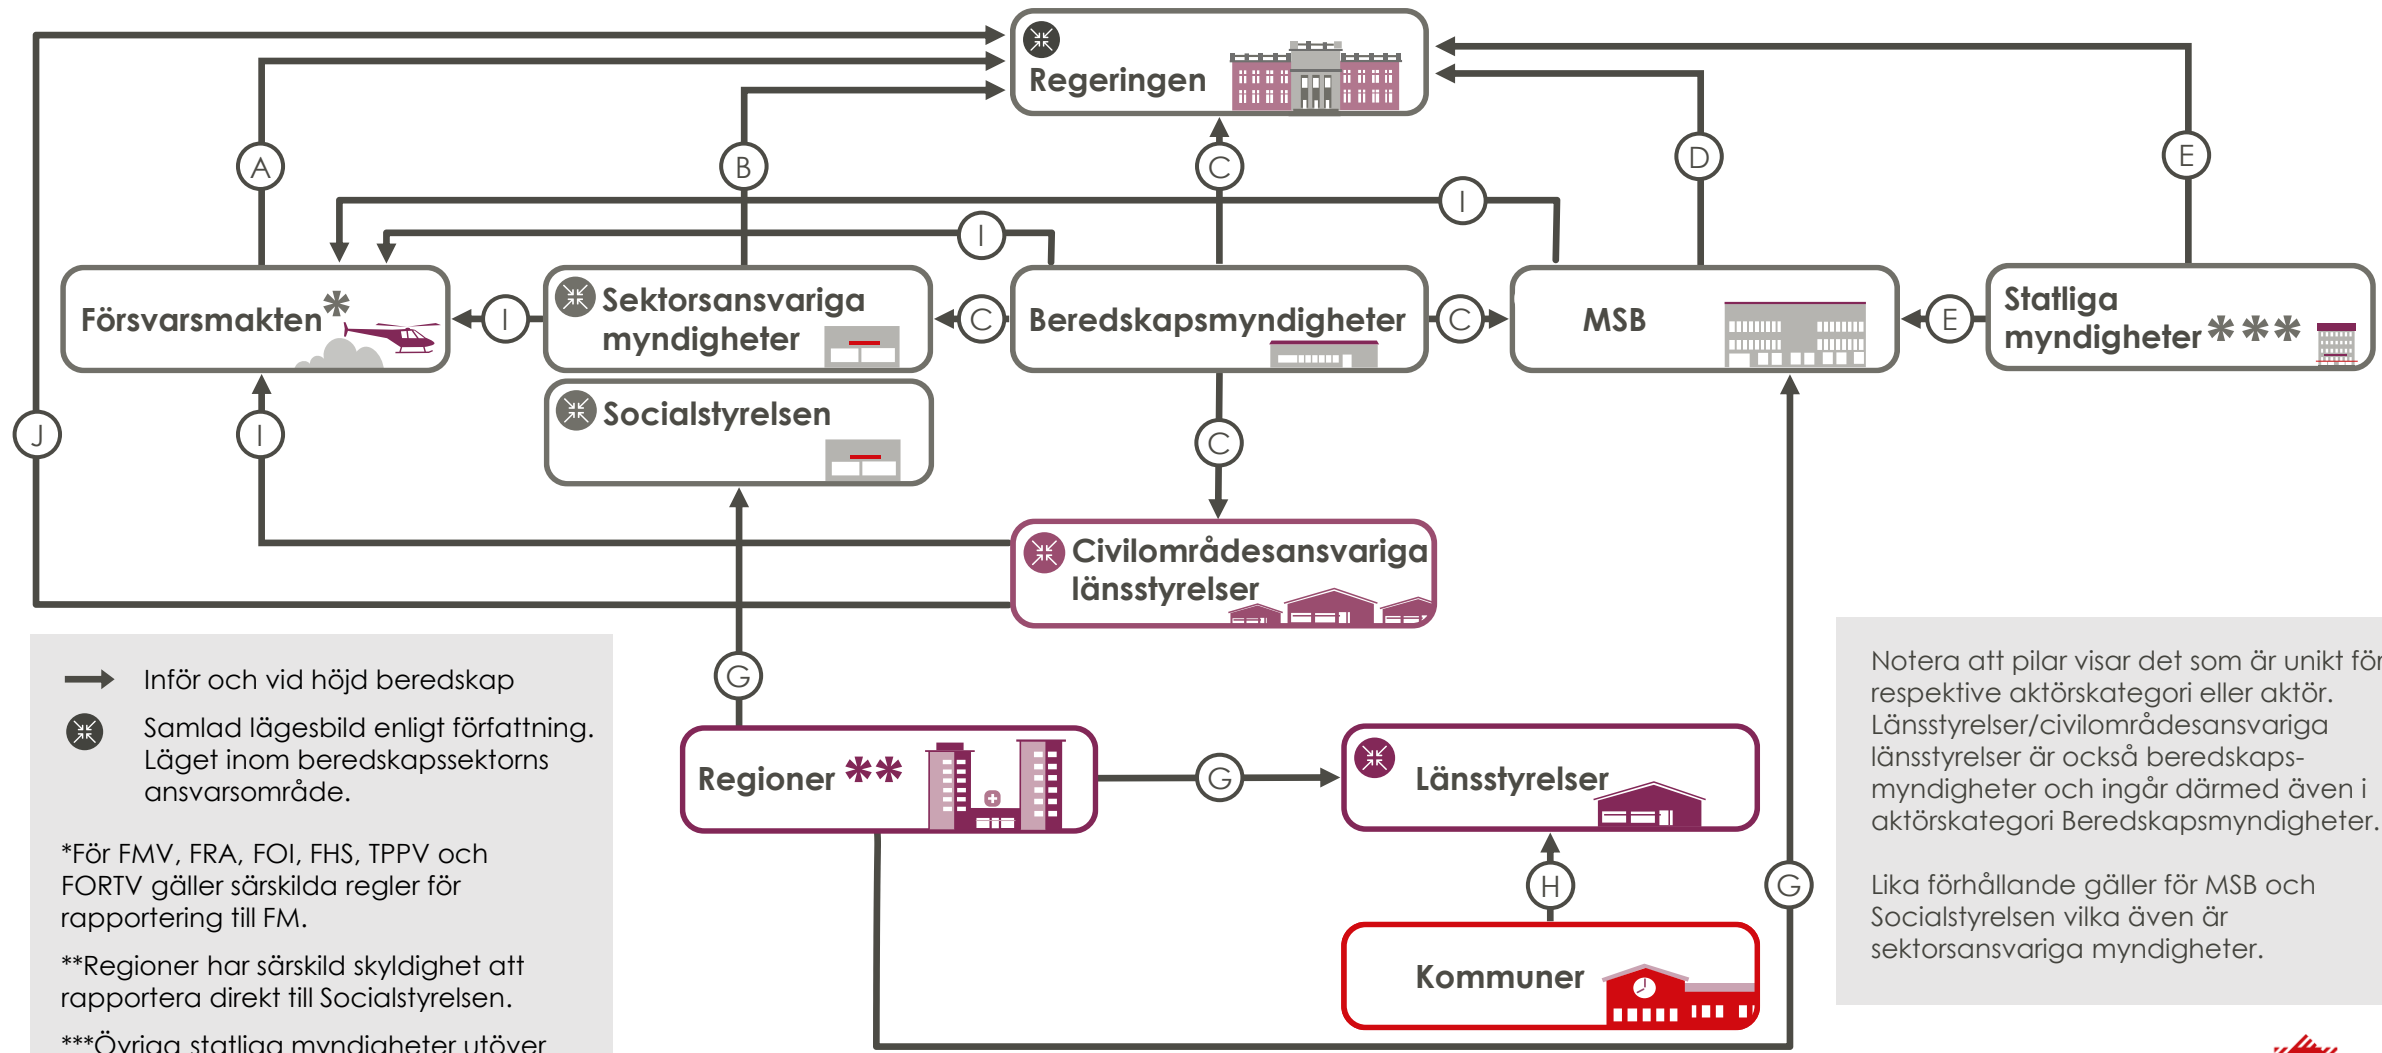 Regeringen
A
B
C
D
E
I
I
Försvarsmakten*
I
Sektorsansvariga
myndigheter
C
Beredskapsmyndigheter
C
MSB
E
Statliga
myndigheter ***
Socialstyrelsen
J
I
C
Civilområdesansvariga
länsstyrelser
G
Regioner **
G
Länsstyrelser
H
G
Kommuner
Inför och vid höjd beredskap
Samlad lägesbild enligt författning.
Läget inom beredskapssektorns
ansvarsområde.
*För FMV, FRA, FOI, FHS, TPPV och
FORTV gäller särskilda regler för
rapportering till FM.
**Regioner har särskild skyldighet att
rapportera direkt till Socialstyrelsen.
***Övriga statliga myndigheter utöver
Notera att pilar visar det som är unikt för
respektive aktörskategori eller aktör.
Länsstyrelser/civilområdesansvariga
länsstyrelser är också beredskaps-
myndigheter och ingår därmed även i
aktörskategori Beredskapsmyndigheter.
Lika förhållande gäller för MSB och
Socialstyrelsen vilka även är
sektorsansvariga myndigheter.